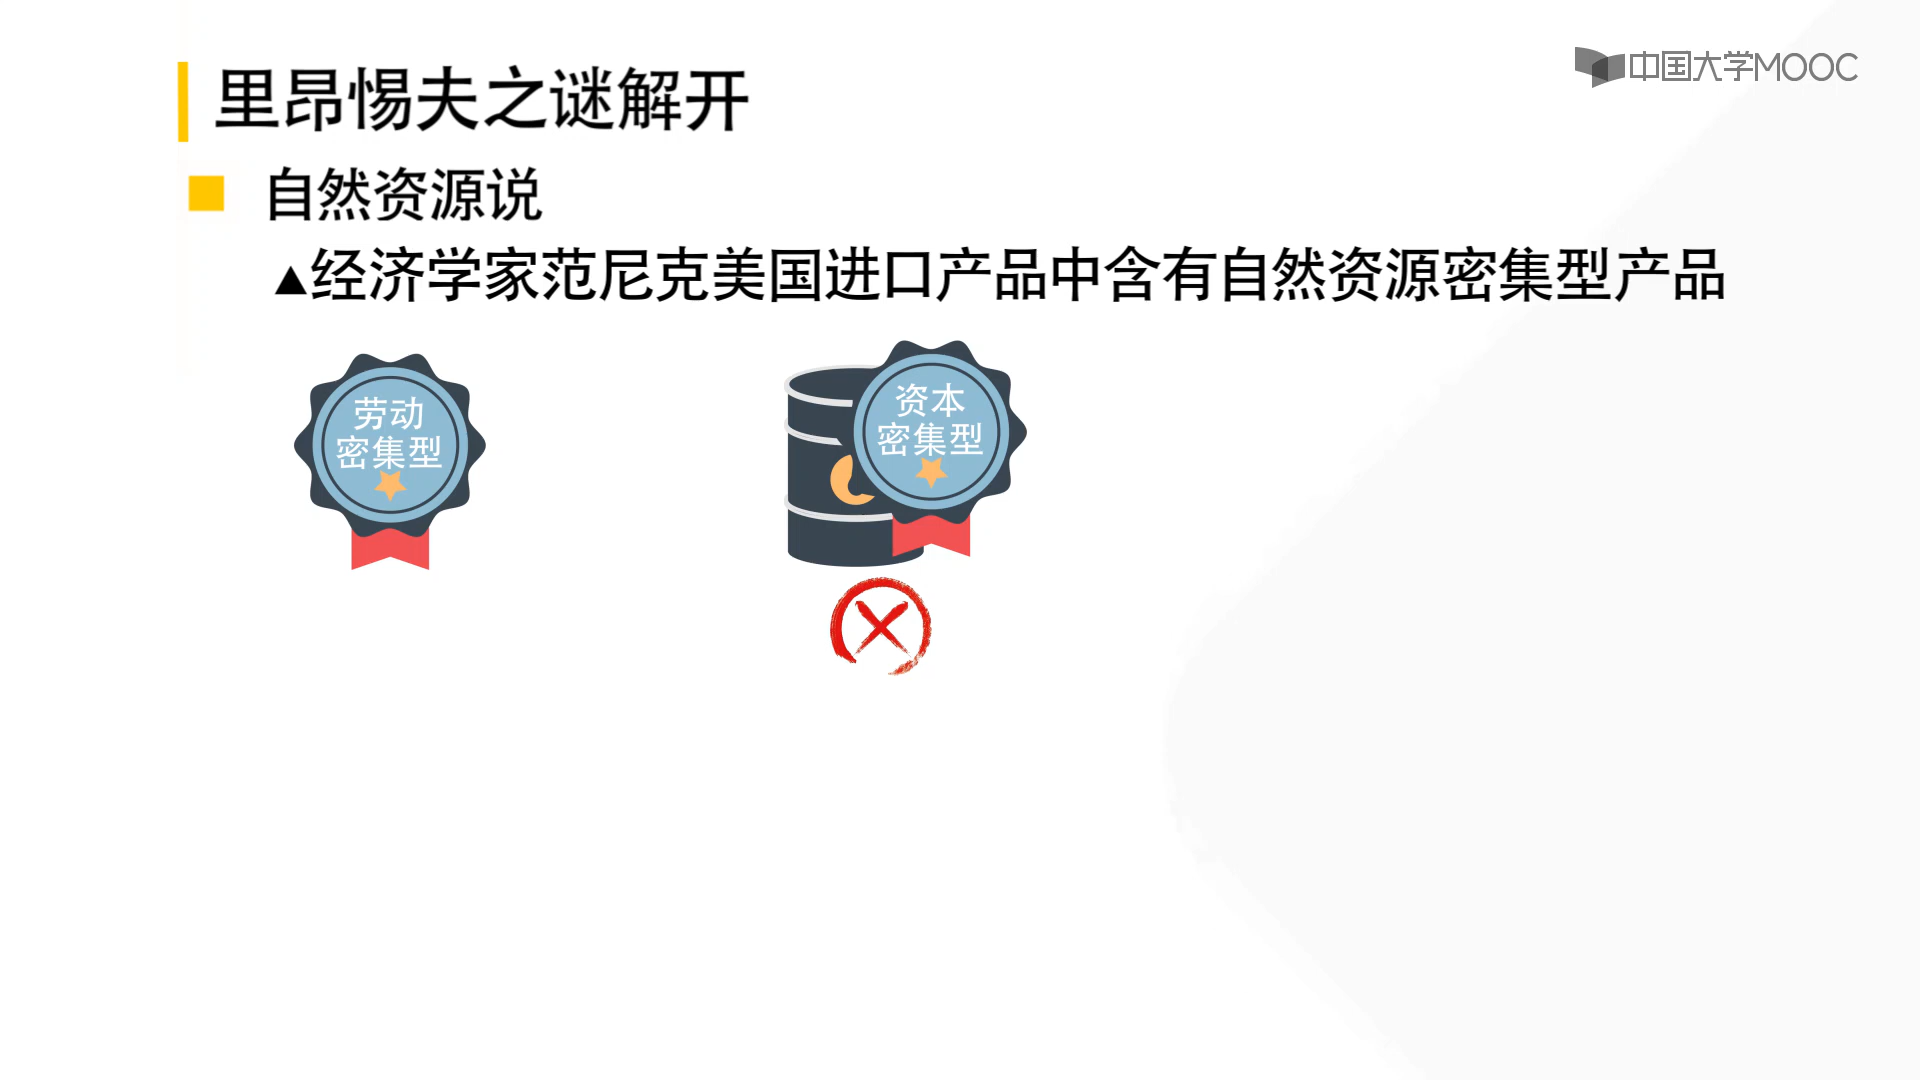 中国大学MOOC
里昂惕夫之谜解开
自然资源说
▲经济学家范尼克美国进口产品中含有自然资源密集型产品
劳动
密集型
资本
密集型